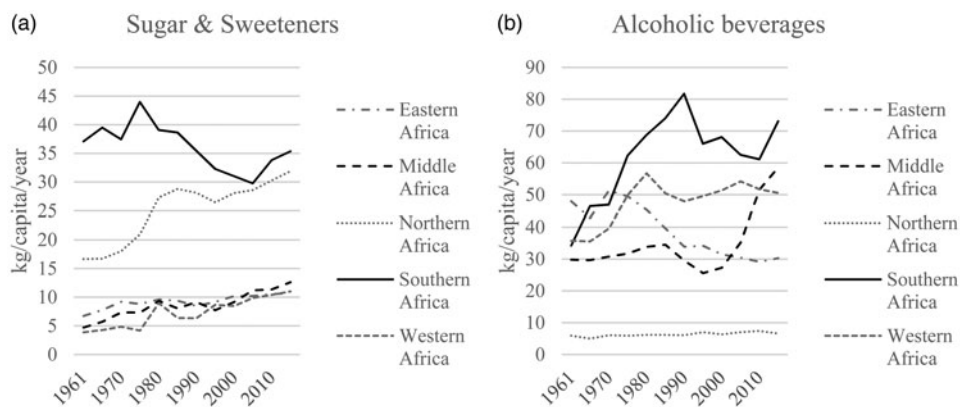 (a) Sugar & Sweeteners
kg/capita/year
50
45
40
35
30
25
20
15
10
5
0
1961
1970
1980
1990
2000
2010
Eastern
Africa
Middle
Africa
Northern
Africa
Southern
Africa
Western
Africa
(b) Alcoholic beverages
kg/capita/year
90
80
70
60
50
40
30
20
10
0
1961
1970
1980
1990
2000
2010
Eastern
Africa
Middle
Africa
Northern
Africa
Southern
Africa
Western
Africa